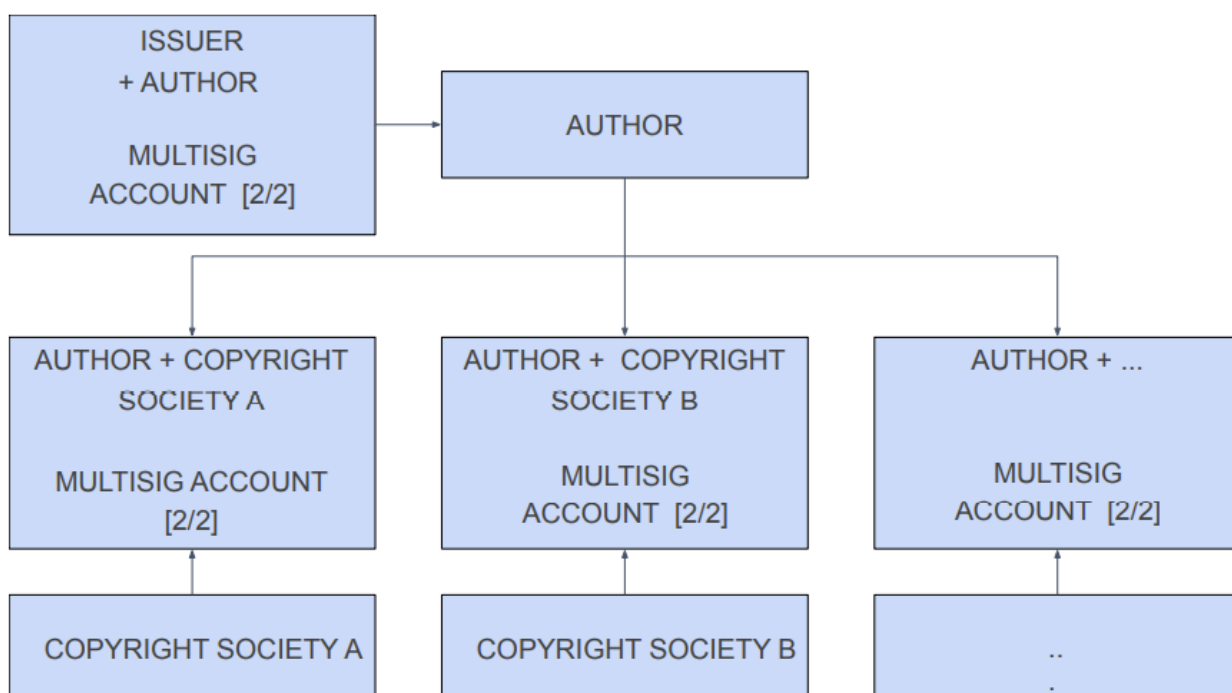 ISSUER
+ AUTHOR
MULTISIG
ACCOUNT [2/2]
AUTHOR
AUTHOR + COPYRIGHT
SOCIETY A
MULTISIG ACCOUNT
[2/2]
AUTHOR + COPYRIGHT
SOCIETY B
MULTISIG
ACCOUNT [2/2]
AUTHOR + ...
MULTISIG
ACCOUNT [2/2]
COPYRIGHT SOCIETY A
COPYRIGHT SOCIETY B
..
.